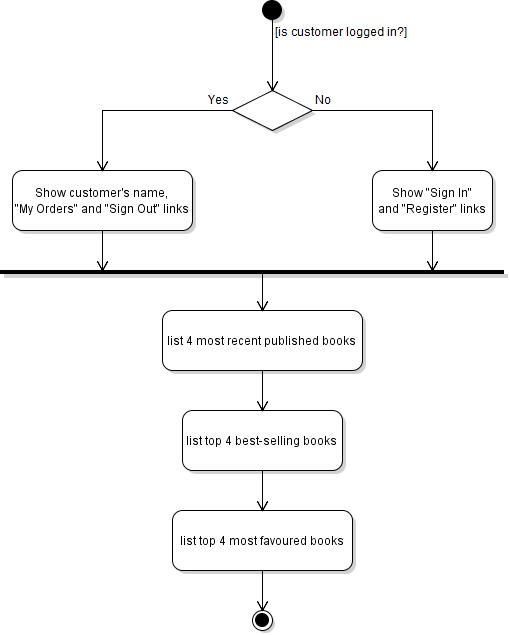 [is customer logged in?]
Yes
No
Show customer's name,
"My Orders" and "Sign Out" links
Show "Sign In"
and "Register" links
list 4 most recent published books
list top 4 best-selling books
list top 4 most favoured books